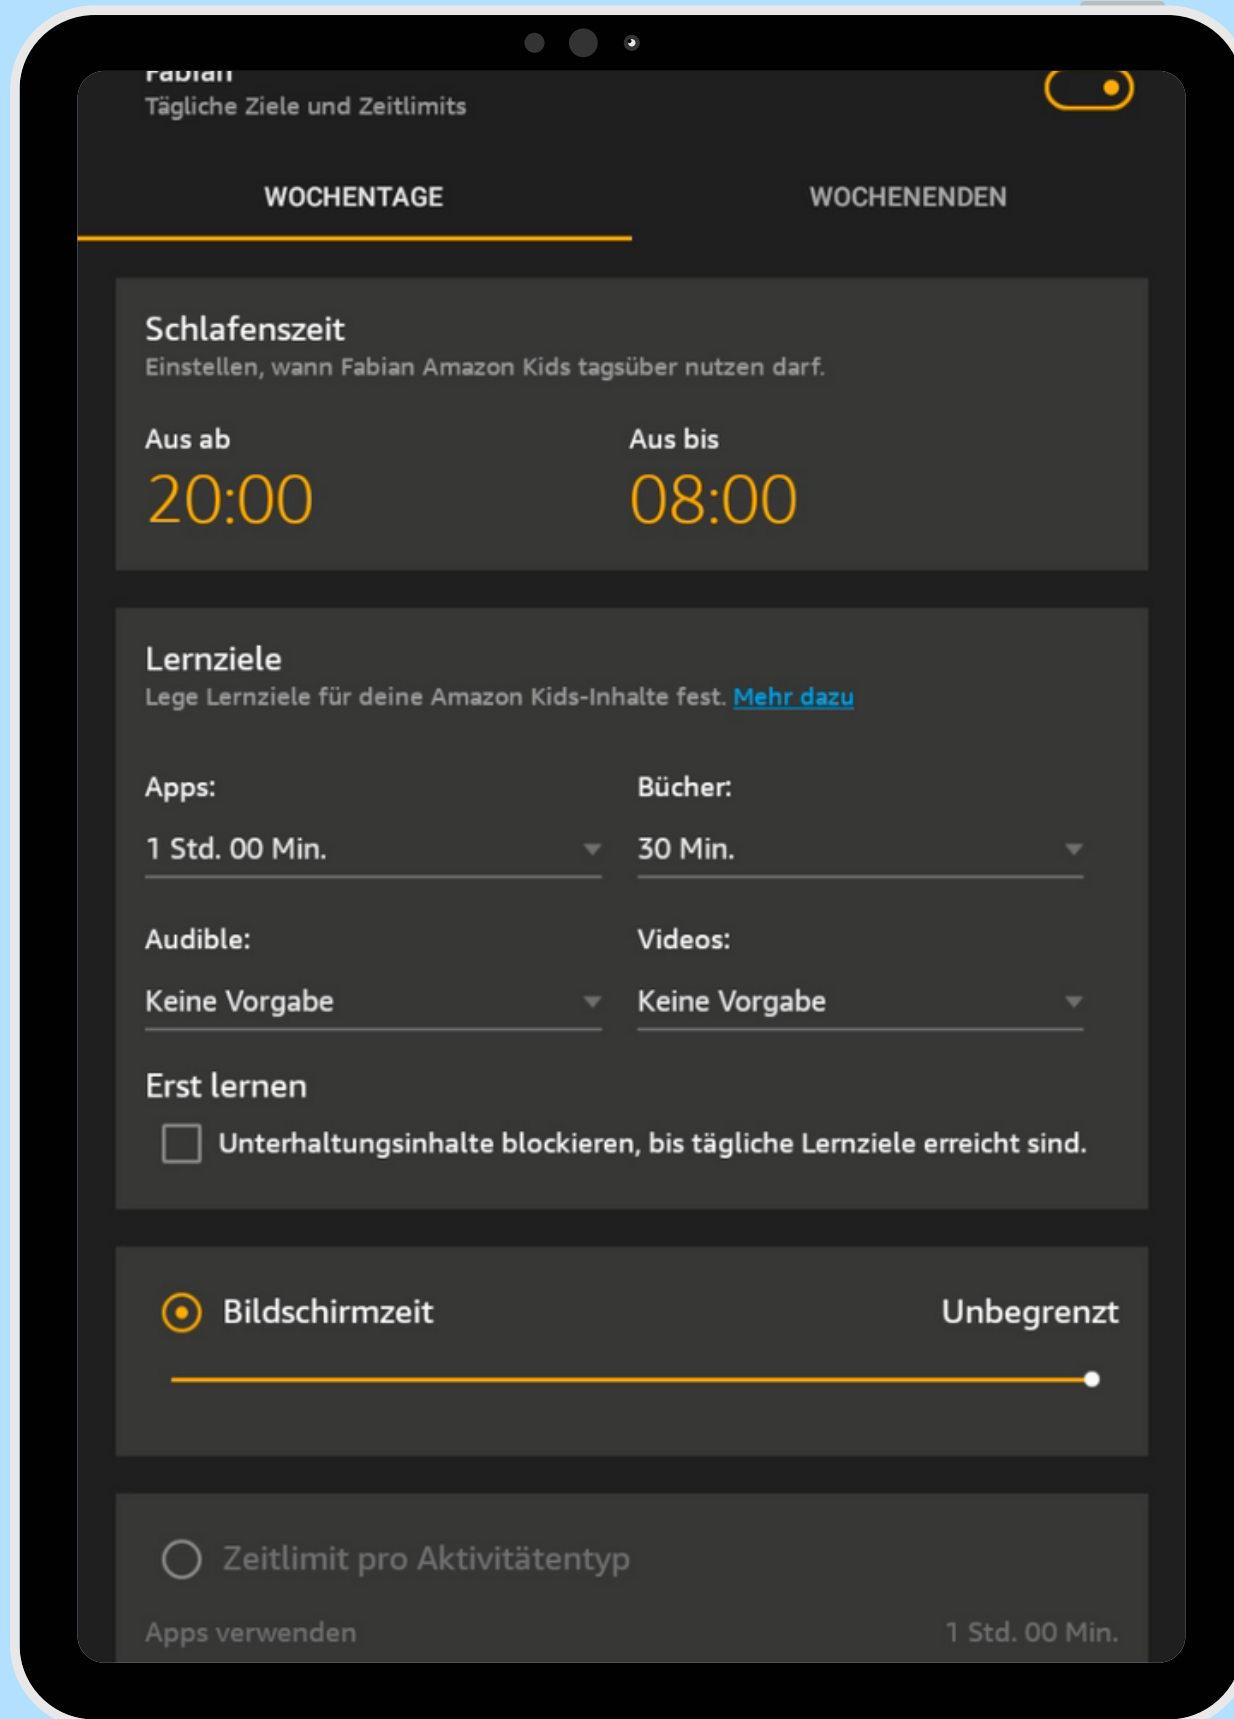 Fabian
Tägliche Ziele und Zeitlimits
WOCHENTAGE WOCHENENDEN
Schlafenszeit
Einstellen, wann Fabian Amazon Kids tagsüber nutzen darf.
Aus ab Aus bis
20:00 08:00
Lernziele
Lege Lernziele für deine Amazon Kids-Inhalte fest. Mehr dazu
Apps: Bücher:
1 Std. 00 Min. 30 Min.
Audible: Videos:
Keine Vorgabe Keine Vorgabe
Erst lernen
Unterhaltungsinhalte blockieren, bis tägliche Lernziele erreicht sind.
Bildschirmzeit Unbegrenzt
Zeitlimit pro Aktivitätentyp
Apps verwenden 1 Std. 00 Min.